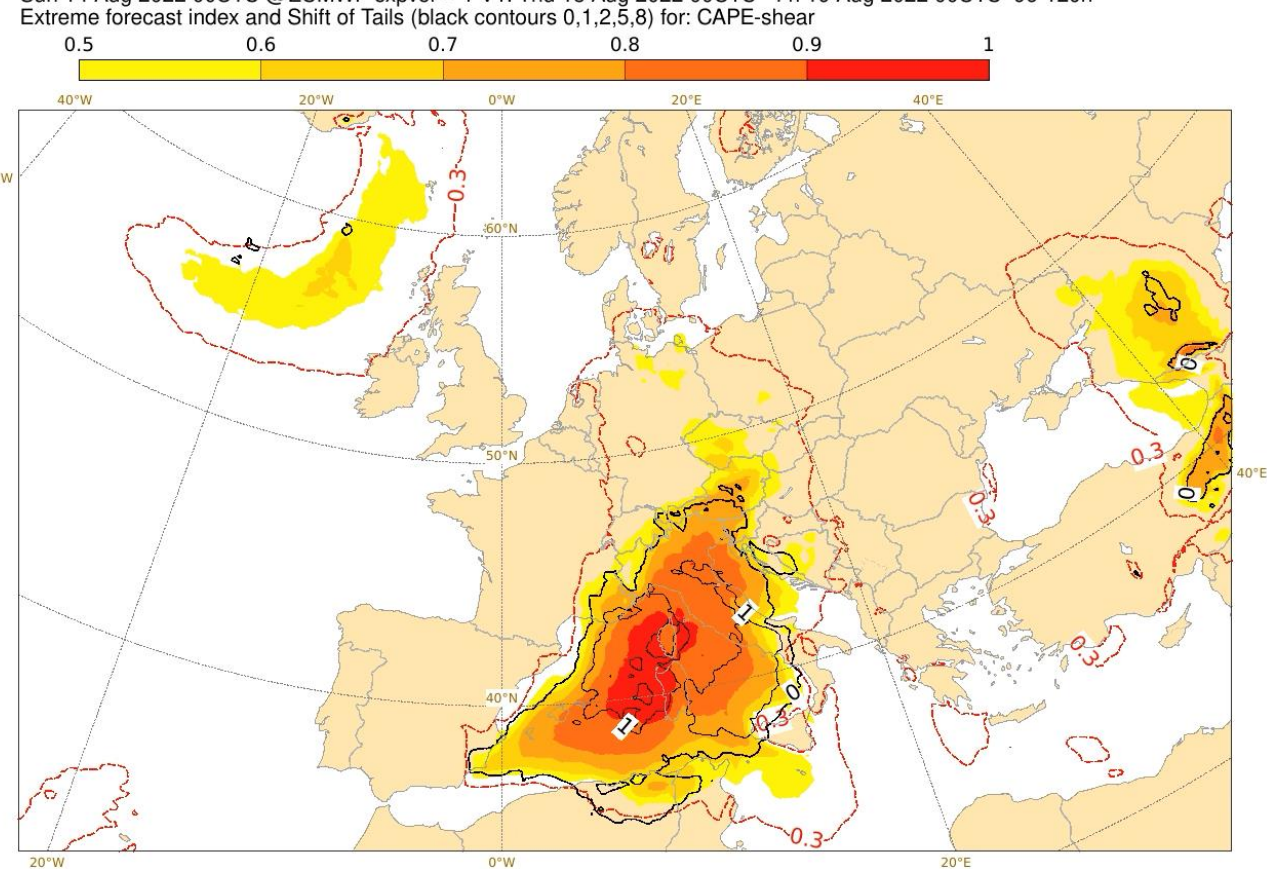 Extreme forecast index and Shift of Tails (black contours 0,1,2,5,8) for: CAPE-shear
0.5 0.6 0.7 0.8 0.9 1
40°W 20°W 0°W 20°E 40°E
W
0.3
60°N
0
50°N
0.3
40°E
0
0.3
1
0.3
40°N
0
0.3
1
0.3
20°W 0°W 20°E